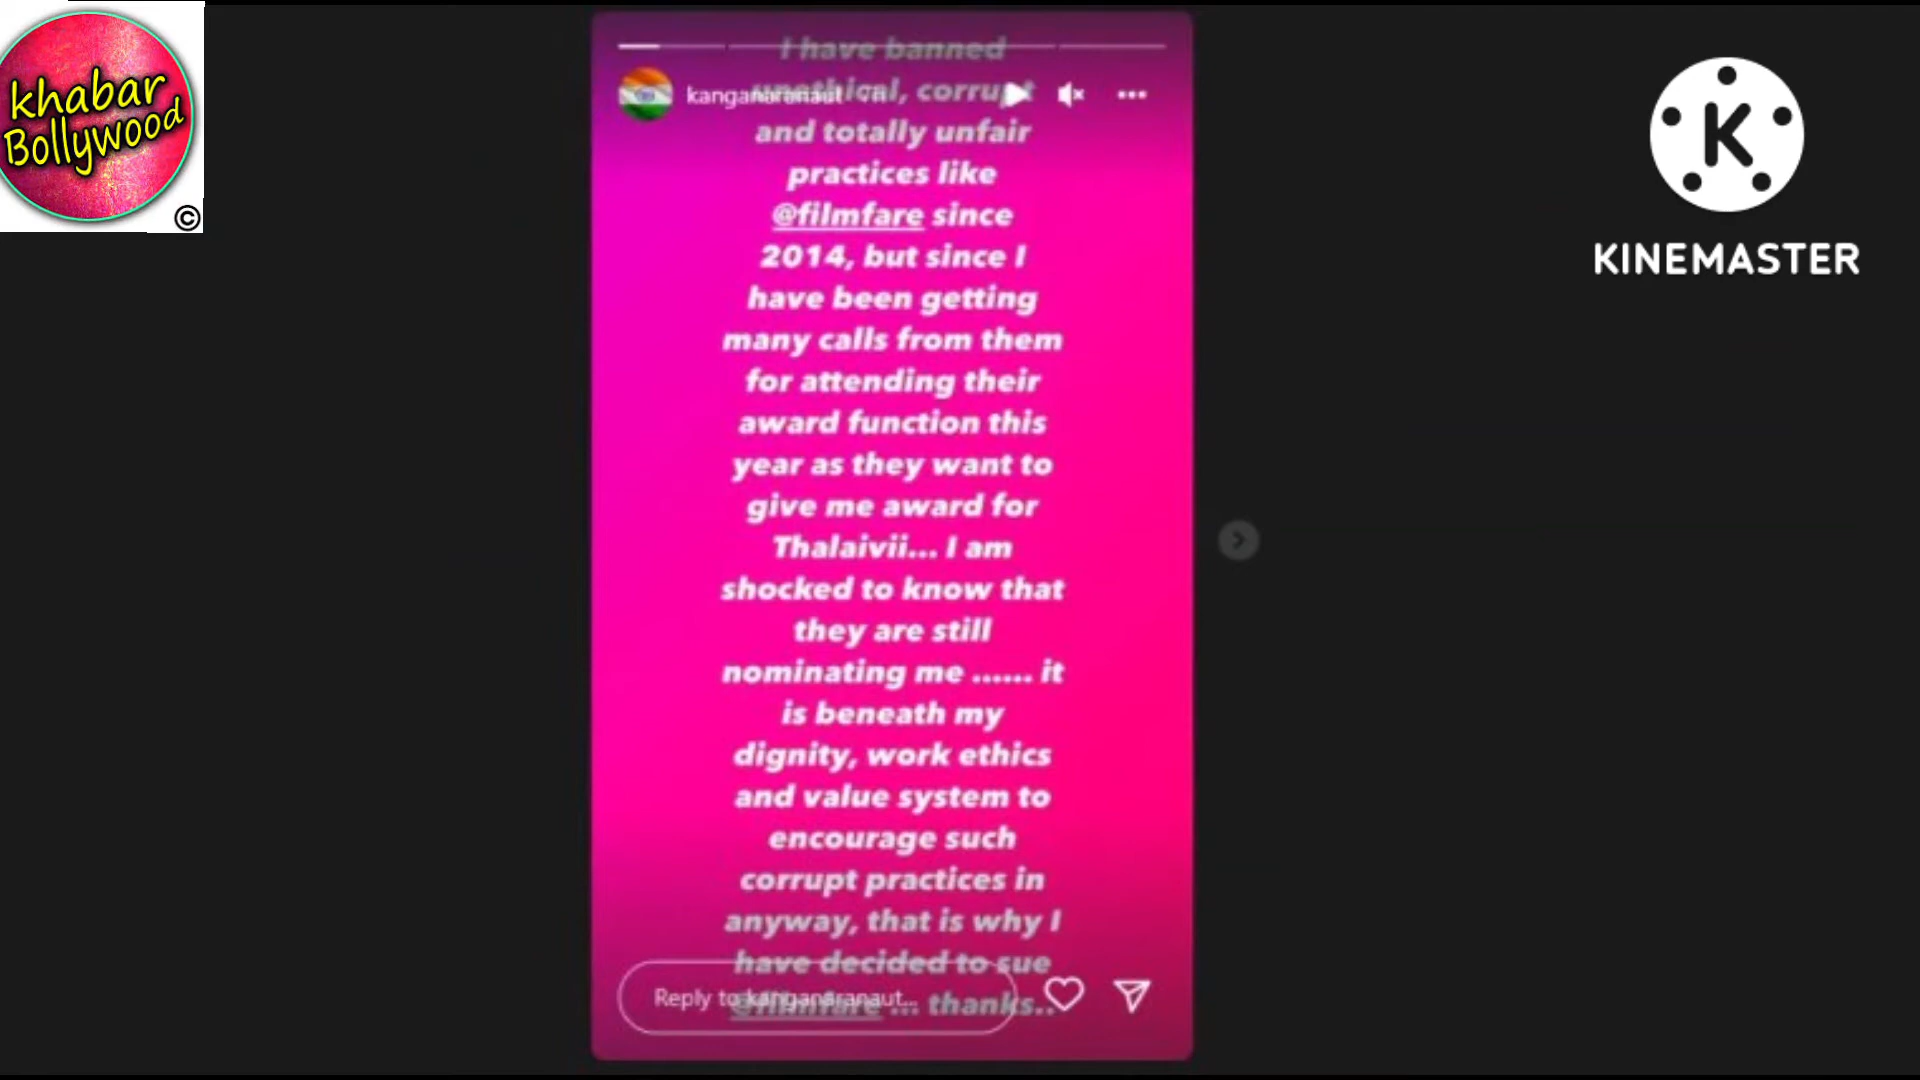 khabar
Bollywood
©
I have banned
unethical, corrupt
kanganaranaut 7h
and totally unfair
practices like
@filmfare since
2014, but since I
have been getting
many calls from them
for attending their
award function this
year as they want to
give me award for
Thalaivii... I am
shocked to know that
they are still
nominating me ...... it
is beneath my
dignity, work ethics
and value system to
encourage such
corrupt practices in
anyway, that is why I
have decided to sue
@filmfare ... thanks..
Reply to kanganaranaut...
K
KINEMASTER